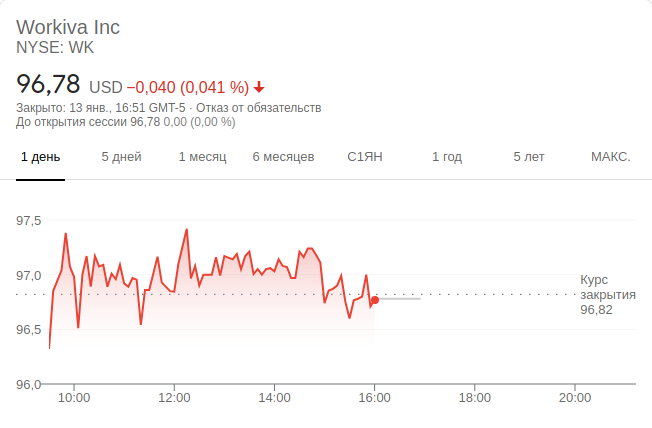 Workiva Inc
NYSE: WK
96,78 USD −0,040 (0,041 %)
Закрыто: 13 янв., 16:51 GMT-5 · Отказ от обязательств
До открытия сессии 96,78 0,00 (0,00 %)
1 день 5 дней 1 месяц 6 месяцев С1ЯН 1 год 5 лет МАКС.
97,5
97,0
Курс
закрытия
96,82
96,5
96,0
10:00 12:00 14:00 16:00 18:00 20:00